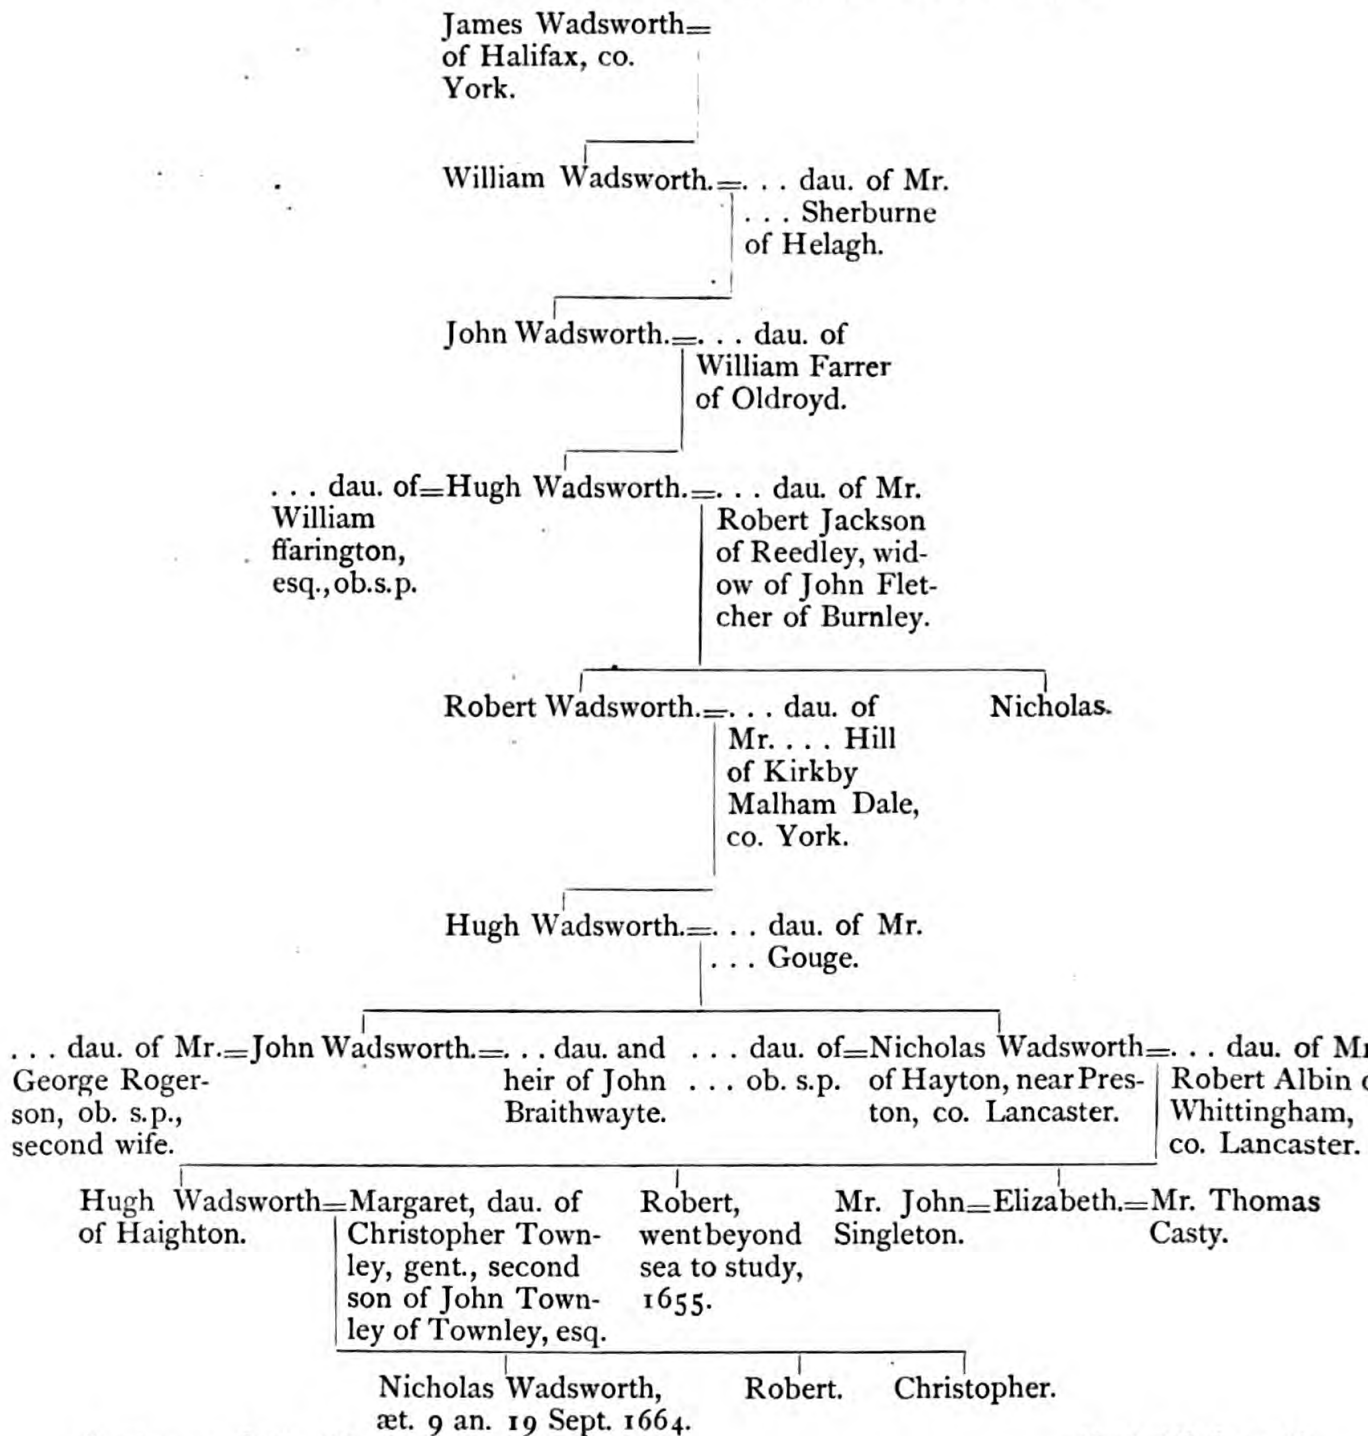 James Wadsworth=
of Halifax, co.
York.
William Wadsworth.=. . . dau. of Mr.
. . . Sherburne
of Helagh.
John Wadsworth.=. . . dau. of
William Farrer
of Oldroyd.
. . . dau. of=Hugh Wadsworth.=. . . dau. of Mr.
William
ffarington,
esq., ob.s.p.
Robert Jackson
of Reedley, wid-
ow of John Flet-
cher of Burnley.
Robert Wadsworth.=. . . dau. of
Mr. . . . Hill
of Kirkby
Malham Dale,
co. York.
Nicholas.
Hugh Wadsworth.=. . . dau. of Mr.
. . . Gouge.
. . . dau. of Mr.=John Wadsworth.=. . . dau. and
George Roger-
son, ob. s.p.,
second wife.
heir of John
Braithwayte.
. . . dau. of=Nicholas Wadsworth=. . . dau. of
. . . ob. s.p.
of Hayton, near Pres-
ton, co. Lancaster.
Robert Albin
Whittingham,
co. Lancaster.
Hugh Wadsworth=Margaret, dau. of
of Haighton.
Christopher Town-
ley, gent., second
son of John Town-
ley of Townley, esq.
Robert,
went beyond
sea to study,
1655.
Mr. John=Elizabeth.=Mr. Thomas
Singleton.
Casty.
Nicholas Wadsworth,
æt. 9 an. 19 Sept. 1664.
Robert.
Christopher.